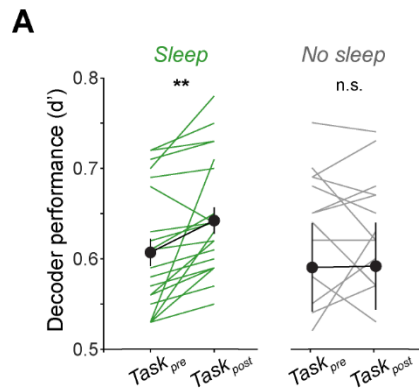 A
Sleep
No sleep
**
n.s.
Decoder performance (d')
0.8
0.7
0.6
0.5
Task pre
Task post
Task pre
Task post